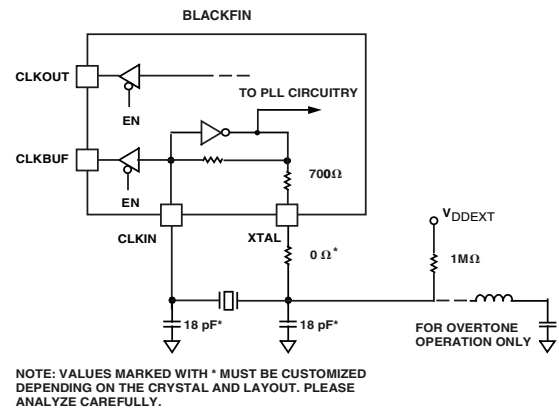 BLACKFIN
CLKOUT
TO PLL CIRCUITRY
EN
CLKBUF
EN
700Ω
CLKIN
XTAL
VDDEXT
0 Ω*
1MΩ
18 pF*
18 pF*
FOR OVERTONE
OPERATION ONLY
NOTE: VALUES MARKED WITH * MUST BE CUSTOMIZED
DEPENDING ON THE CRYSTAL AND LAYOUT. PLEASE
ANALYZE CAREFULLY.